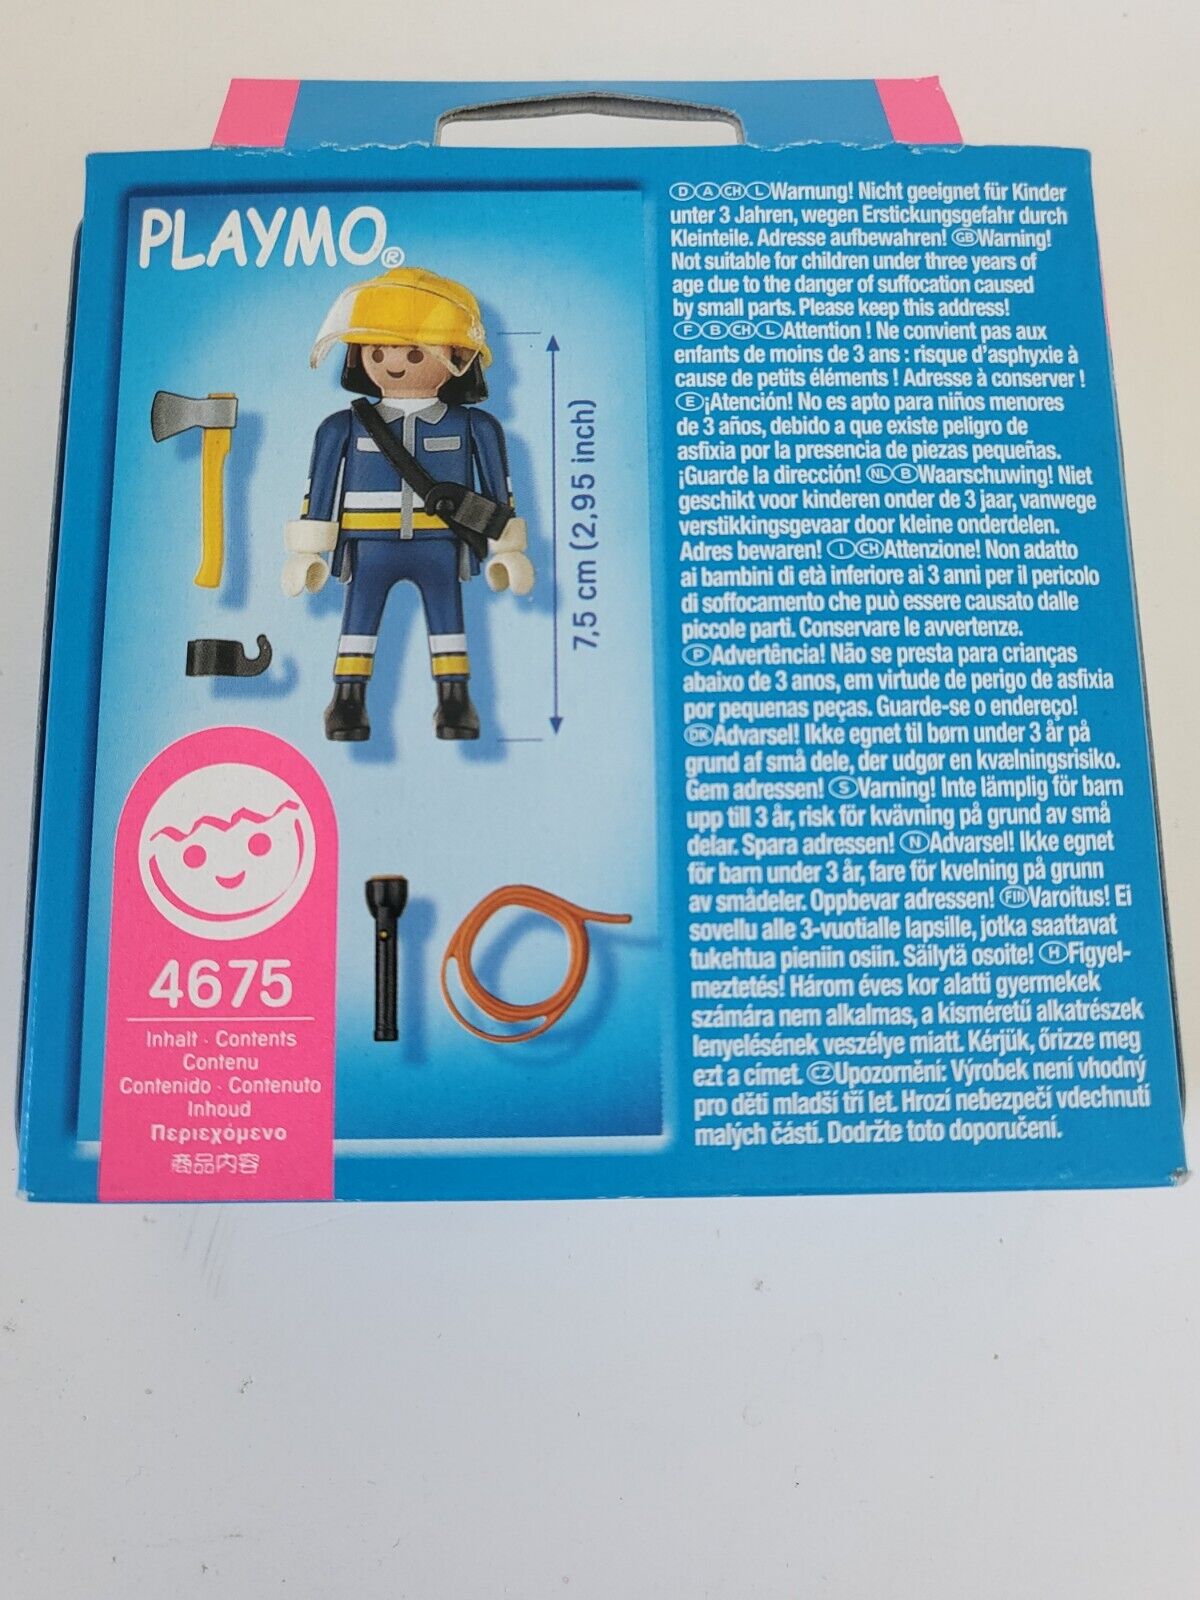 PLAYMO®
7,5 cm (2,95 inch)
4675
Inhalt · Contents
Contenu
Contenido · Contenuto
Inhoud
Περιεχόμενο
商品内容
D A CH L Warnung! Nicht geeignet für Kinder
unter 3 Jahren, wegen Erstickungsgefahr durch
Kleinteile. Adresse aufbewahren! GB Warning!
Not suitable for children under three years of
age due to the danger of suffocation caused
by small parts. Please keep this address!
F B CH L Attention ! Ne convient pas aux
enfants de moins de 3 ans : risque d'asphyxie à
cause de petits éléments ! Adresse à conserver !
E ¡Atención! No es apto para niños menores
de 3 años, debido a que existe peligro de
asfixia por la presencia de piezas pequeñas.
¡Guarde la dirección! NL B Waarschuwing! Niet
geschikt voor kinderen onder de 3 jaar, vanwege
verstikkingsgevaar door kleine onderdelen.
Adres bewaren! I CH Attenzione! Non adatto
ai bambini di età inferiore ai 3 anni per il pericolo
di soffocamento che può essere causato dalle
piccole parti. Conservare le avvertenze.
P Advertência! Não se presta para crianças
abaixo de 3 anos, em virtude de perigo de asfixia
por pequenas peças. Guarde-se o endereço!
DK Advarsel! Ikke egnet til børn under 3 år på
grund af små dele, der udgør en kvælningsrisiko.
Gem adressen! S Varning! Inte lämplig för barn
upp till 3 år, risk för kvävning på grund av små
delar. Spara adressen! N Advarsel! Ikke egnet
för barn under 3 år, fare for kvelning på grunn
av smådeler. Oppbevar adressen! FIN Varoitus! Ei
sovellu alle 3-vuotialle lapsille, jotka saattavat
tukehtua pieniin osiin. Säilytä osoite! H Figyel-
meztetés! Három éves kor alatti gyermekek
számára nem alkalmas, a kisméretű alkatrészek
lenyelésének veszélye miatt. Kérjük, őrizze meg
ezt a címet. CZ Upozornění: Výrobek není vhodný
pro děti mladší tří let. Hrozí nebezpečí vdechnutí
malých částí. Dodržte toto doporučení.